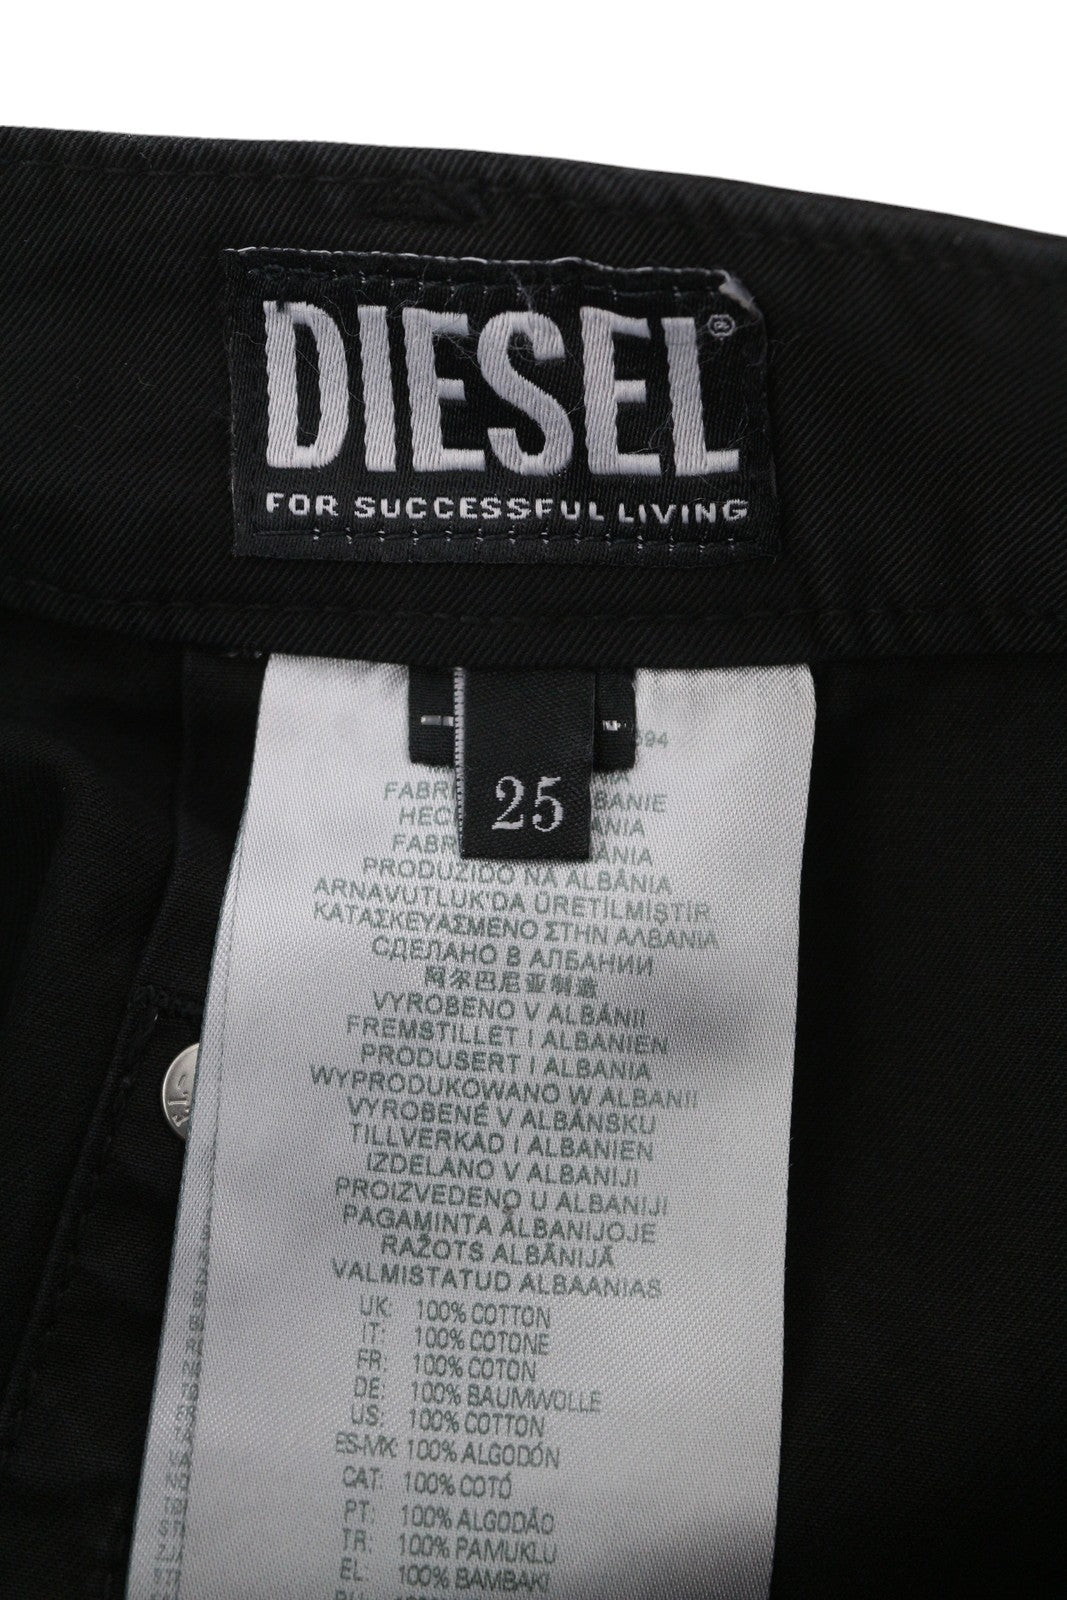 DIESEL®
FOR SUCCESSFUL LIVING
25
PRODUZIDO NA ALBÂNIA
ARNAVUTLUK'DA ÜRETİLMİŞTİR
ΚΑΤΑΣΚΕΥΑΣΜΕΝΟ ΣΤΗΝ ΑΛΒΑΝΙΑ
СДЕЛАНО В АЛБАНИИ
阿尔巴尼亚制造
VYROBENO V ALBÁNII
FREMSTILLET I ALBANIEN
PRODUSERT I ALBANIA
WYPRODUKOWANO W ALBANII
VYROBENÉ V ALBÁNSKU
TILLVERKAD I ALBANIEN
IZDELANO V ALBANIJI
PROIZVEDENO U ALBANIJI
PAGAMINTA ALBANIJOJE
RAŽOTS ALBĀNIJĀ
VALMISTATUD ALBAANIAS
UK: 100% COTTON
IT: 100% COTONE
FR: 100% COTON
DE: 100% BAUMWOLLE
US: 100% COTTON
ES-MX: 100% ALGODÓN
CAT: 100% COTÓ
PT: 100% ALGODÃO
TR: 100% PAMUKLU
EL: 100% ΒΑΜΒΑΚΙ